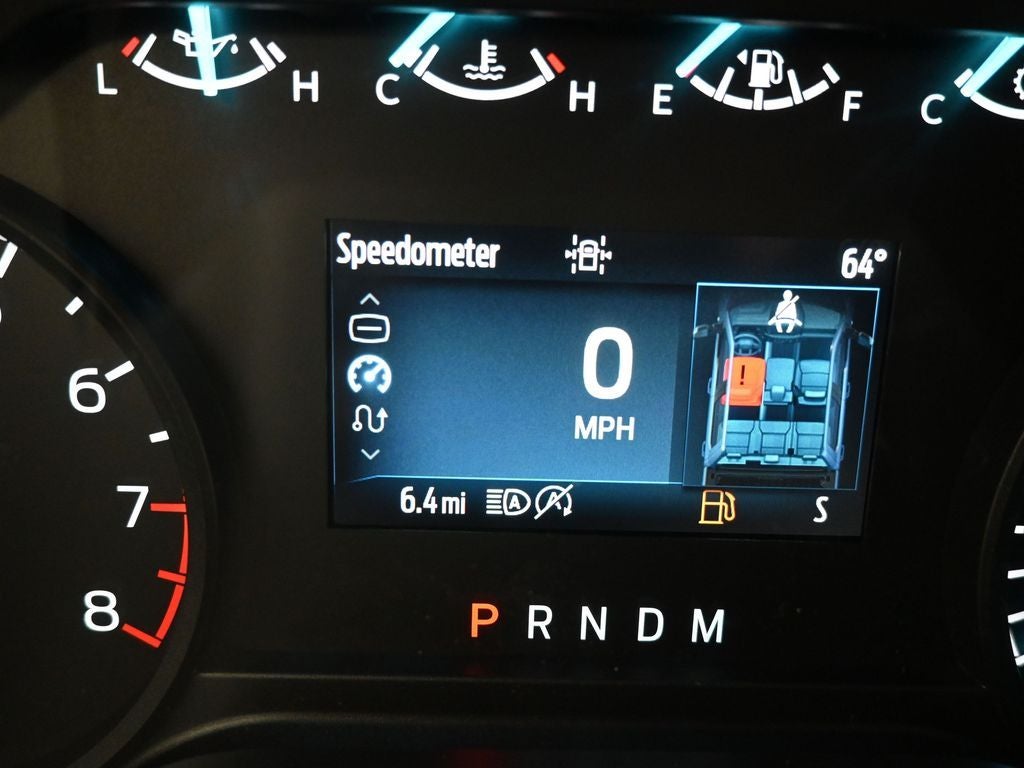 L H C H E F C
Speedometer 64°
0
MPH
!
6.4 mi A A S
P R N D M
6
7
8